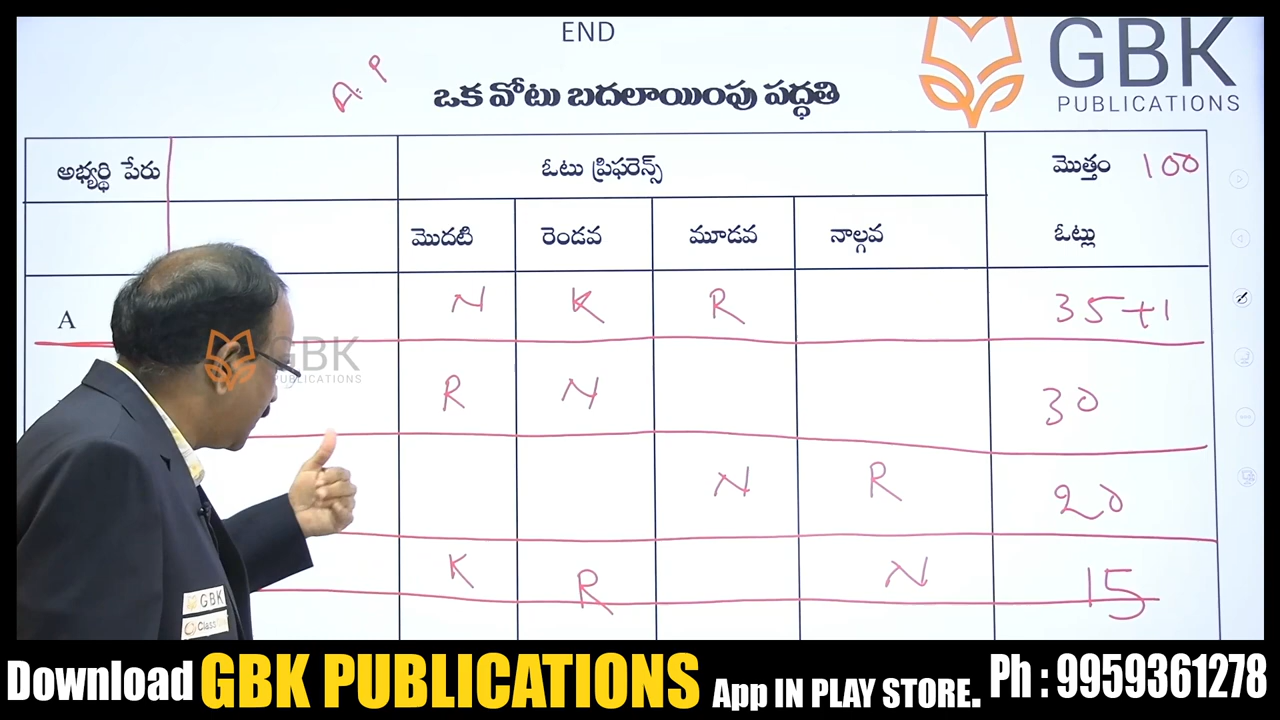 END
A. P
ఒక వోటు బదలాయింపు పద్ధతి
GBK
PUBLICATIONS
అభ్యర్థి పేరు ఓటు ప్రిఫరెన్స్ మొత్తం 100
మొదటి రెండవ మూడవ నాల్గవ ఓట్లు
A N K R 35+1
GBK
PUBLICATIONS
R N 30
N R 20
K R N 15
GBK
Class
Download GBK PUBLICATIONS App IN PLAY STORE. Ph : 9959361278